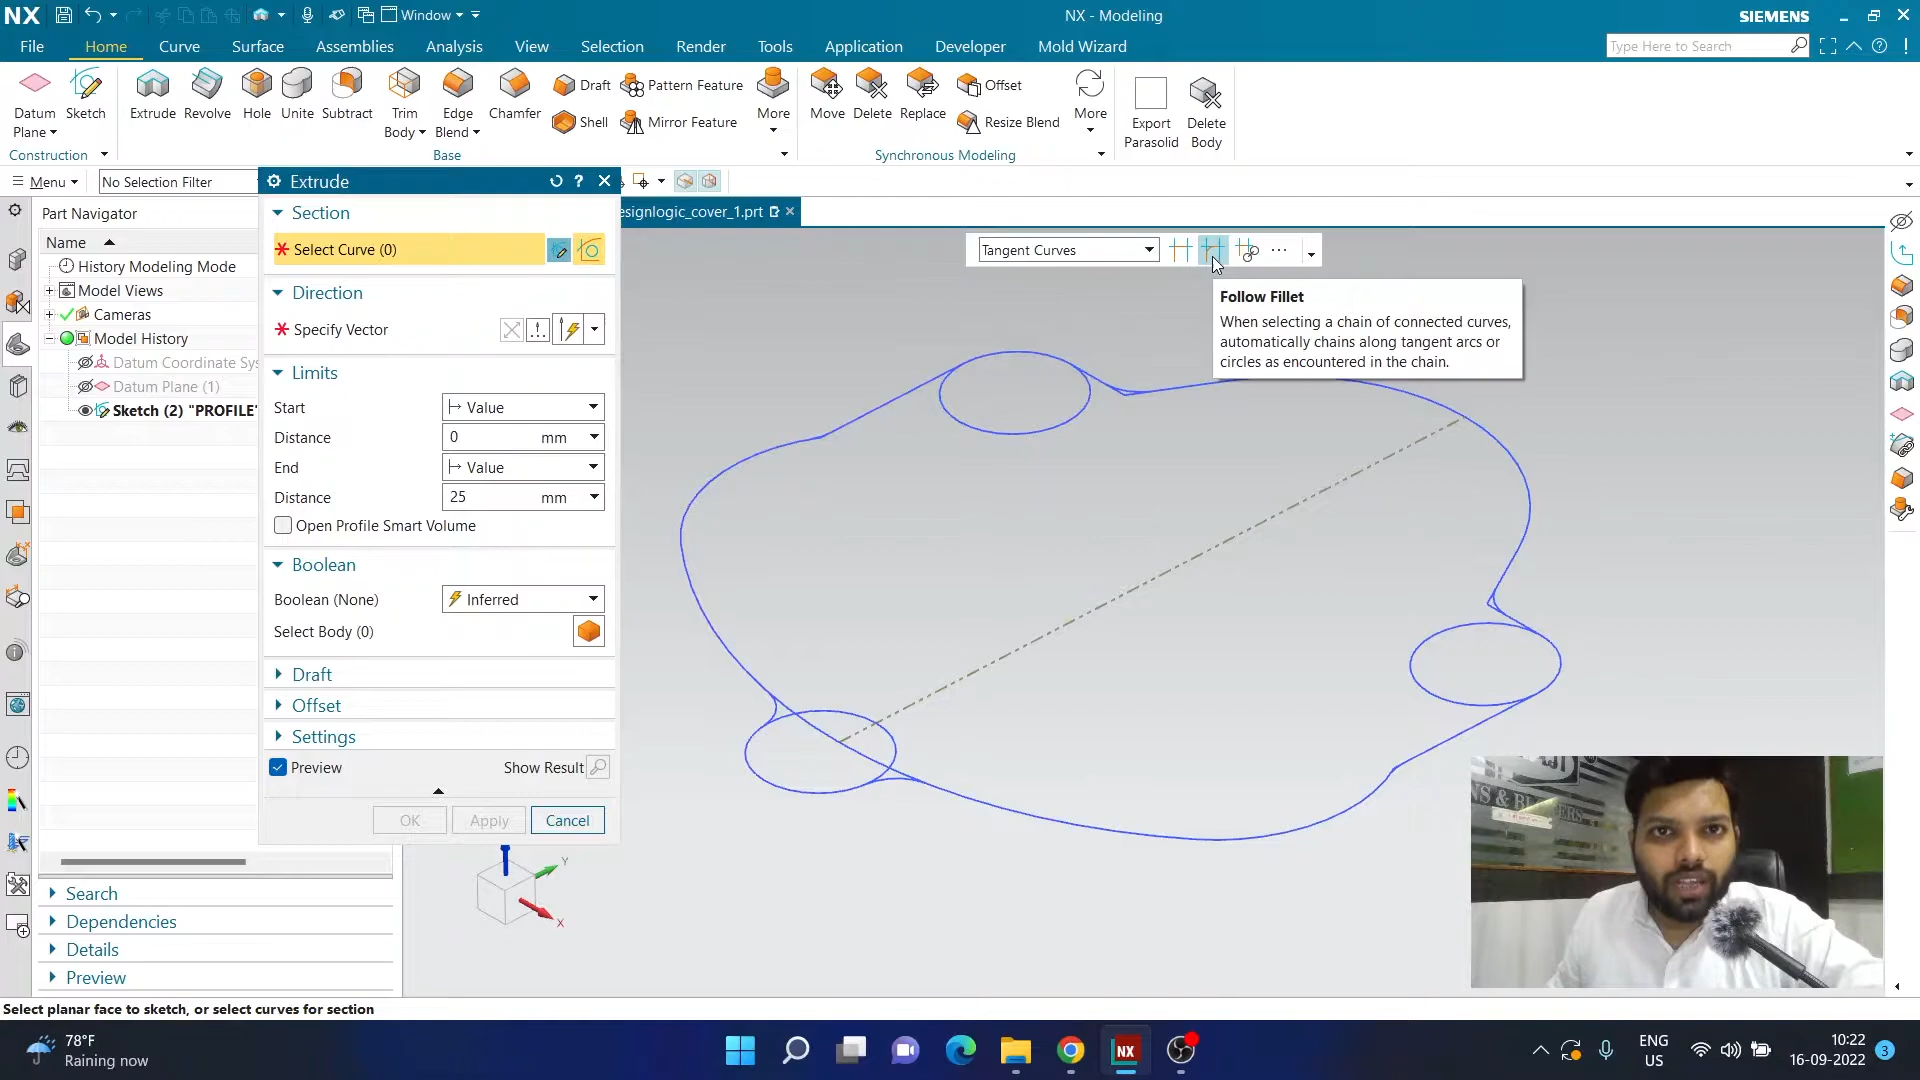 NX
Window
NX - Modeling
SIEMENS
File
Home
Curve
Surface
Assemblies
Analysis
View
Selection
Render
Tools
Application
Developer
Mold Wizard
Type Here to Search
Datum
Plane
Sketch
Extrude
Revolve
Hole
Unite
Subtract
Trim
Body
Edge
Blend
Chamfer
Draft
Shell
Pattern Feature
Mirror Feature
More
Move
Delete
Replace
Offset
Resize Blend
More
Export
Parasolid
Delete
Body
Construction
Base
Synchronous Modeling
Menu
No Selection Filter
Extrude
Part Navigator
esignlogic_cover_1.prt
Name
History Modeling Mode
Model Views
Cameras
Model History
Datum Coordinate Sy
Datum Plane (1)
Sketch (2) "PROFILE"
Section
* Select Curve (0)
Direction
* Specify Vector
Limits
Start
Value
Distance
0 mm
End
Value
Distance
25 mm
Open Profile Smart Volume
Boolean
Boolean (None)
Inferred
Select Body (0)
Draft
Offset
Settings
Preview
Show Result
OK
Apply
Cancel
Tangent Curves
Follow Fillet
When selecting a chain of connected curves,
automatically chains along tangent arcs or
circles as encountered in the chain.
Y
X
Search
Dependencies
Details
Preview
Select planar face to sketch, or select curves for section
78°F
Raining now
NX
ENG
US
10:22
16-09-2022
3